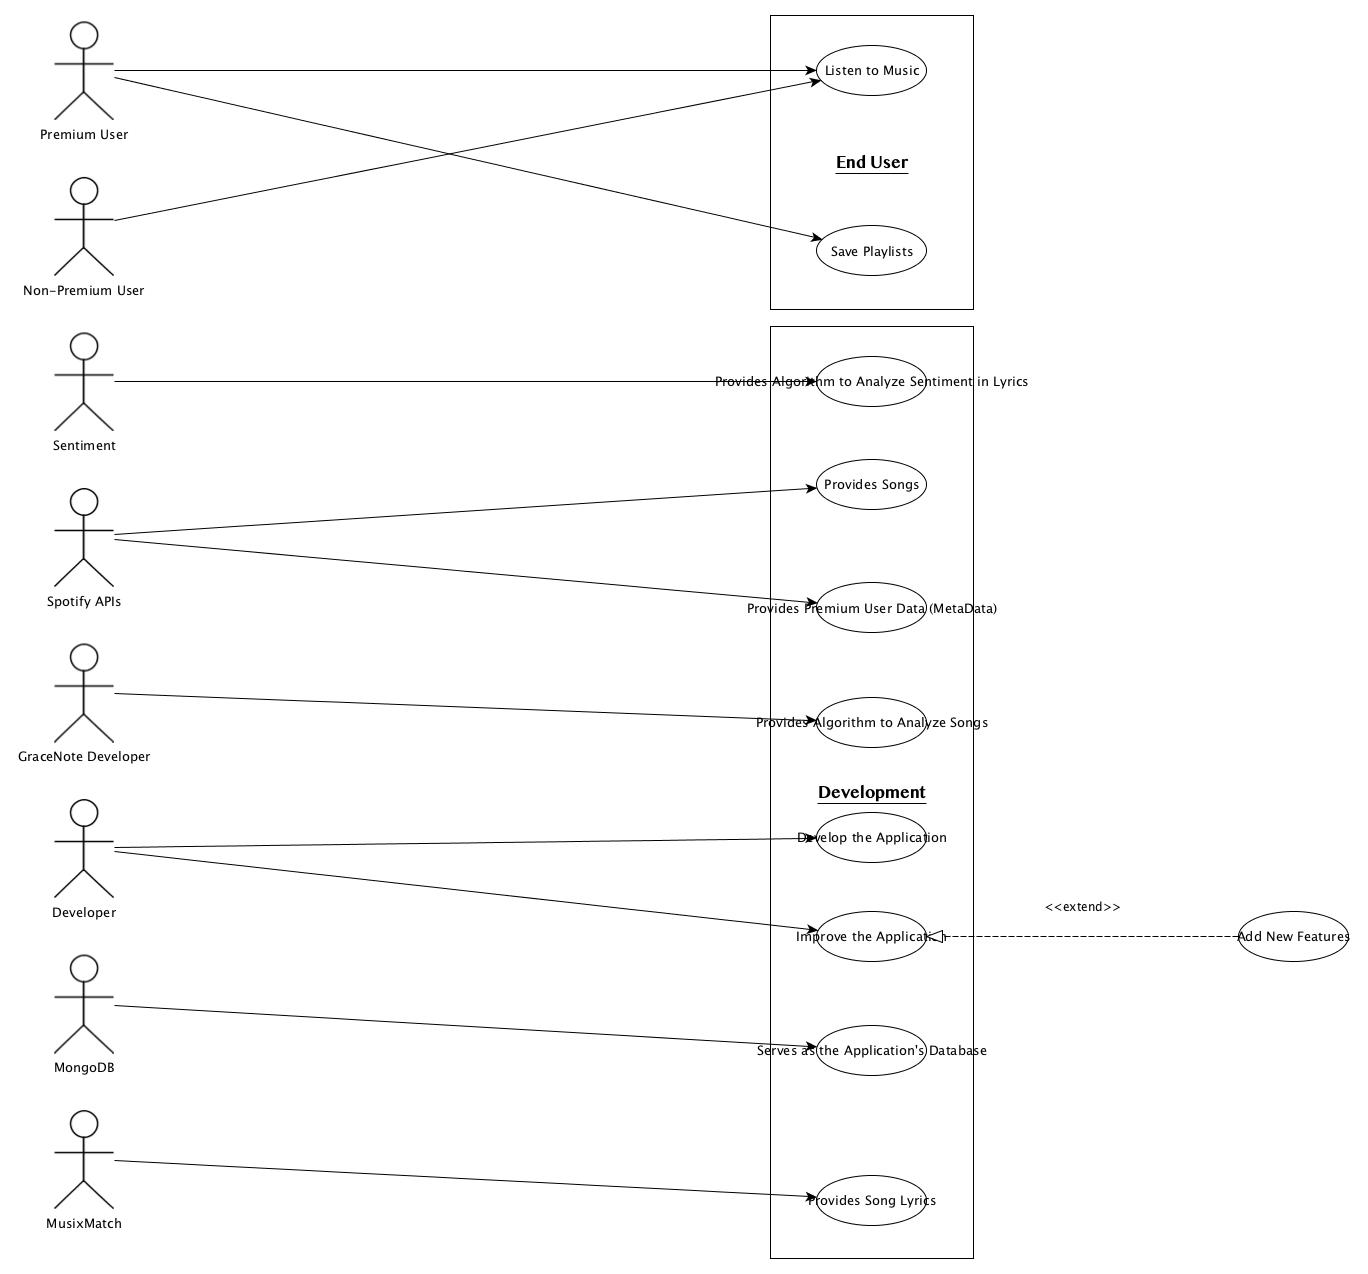 Listen to Music
Premium User
End User
Save Playlists
Non-Premium User
Provides Algorithm to Analyze Sentiment in Lyrics
Sentiment
Provides Songs
Spotify APIs
Provides Premium User Data (MetaData)
Provides Algorithm to Analyze Songs
GraceNote Developer
Development
Develop the Application
<<extend>>
Developer
Improve the Application
Add New Features
Serves as the Application's Database
MongoDB
Provides Song Lyrics
MusixMatch